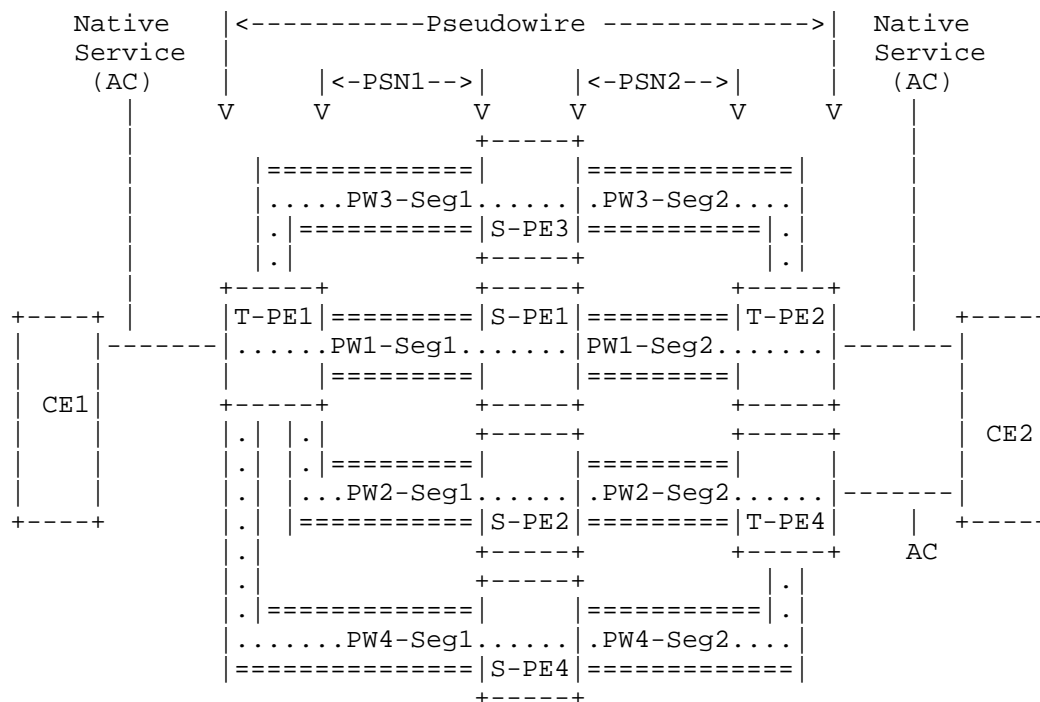 Native |<-----------Pseudowire ------------>| Native
Service | | Service
(AC) | |<-PSN1-->| |<-PSN2-->| | (AC)
| V V V V V V |
| +-----+ |
| |=============| |=============| |
| |.....PW3-Seg1......|.PW3-Seg2....| |
| |.|===========|S-PE3|===========|.| |
| |.| +-----+ |.| |
| +-----+ +-----+ +-----+ |
+----+ | |T-PE1|=========|S-PE1|=========|T-PE2| | +----
| |-------|......PW1-Seg1.......|PW1-Seg2.......|-------|
| | | |=========| |=========| | |
| CE1| +-----+ +-----+ +-----+ |
| | |.| |.| +-----+ +-----+ | CE2
| | |.| |.|=========| |=========| | |
| | |.| |...PW2-Seg1......|.PW2-Seg2......|-------|
+----+ |.| |===========|S-PE2|=========|T-PE4| | +----
|.| +-----+ +-----+ AC
|.| +-----+ |.|
|.|=============| |===========|.|
|.......PW4-Seg1......|.PW4-Seg2....|
|===============|S-PE4|=============|
+-----+